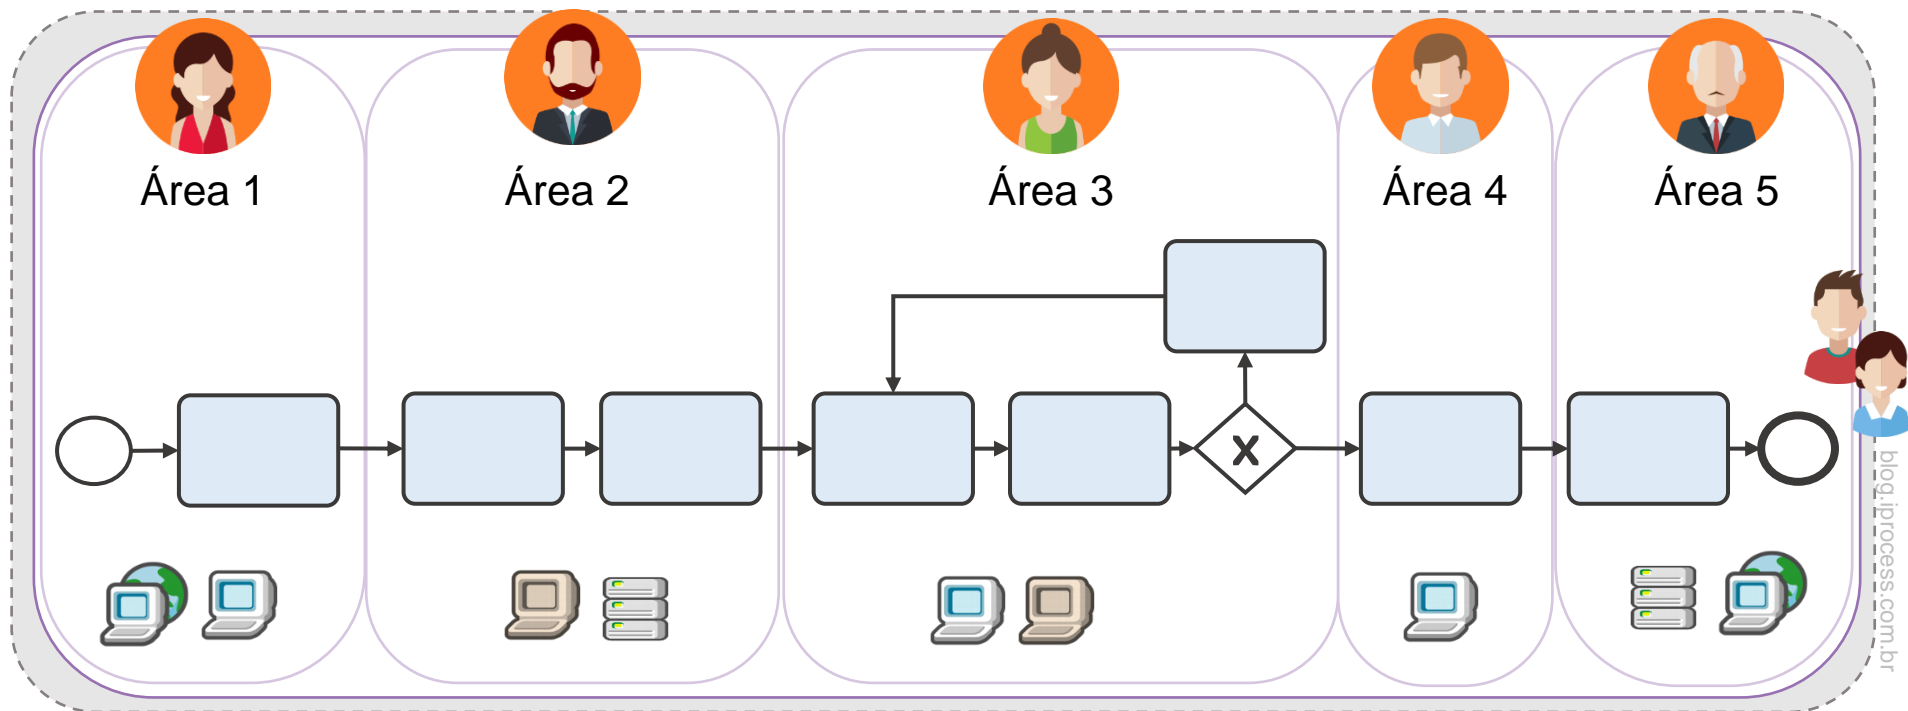 Área 1
Área 2
Área 3
Área 4
Área 5
X
blog.iprocess.com.br